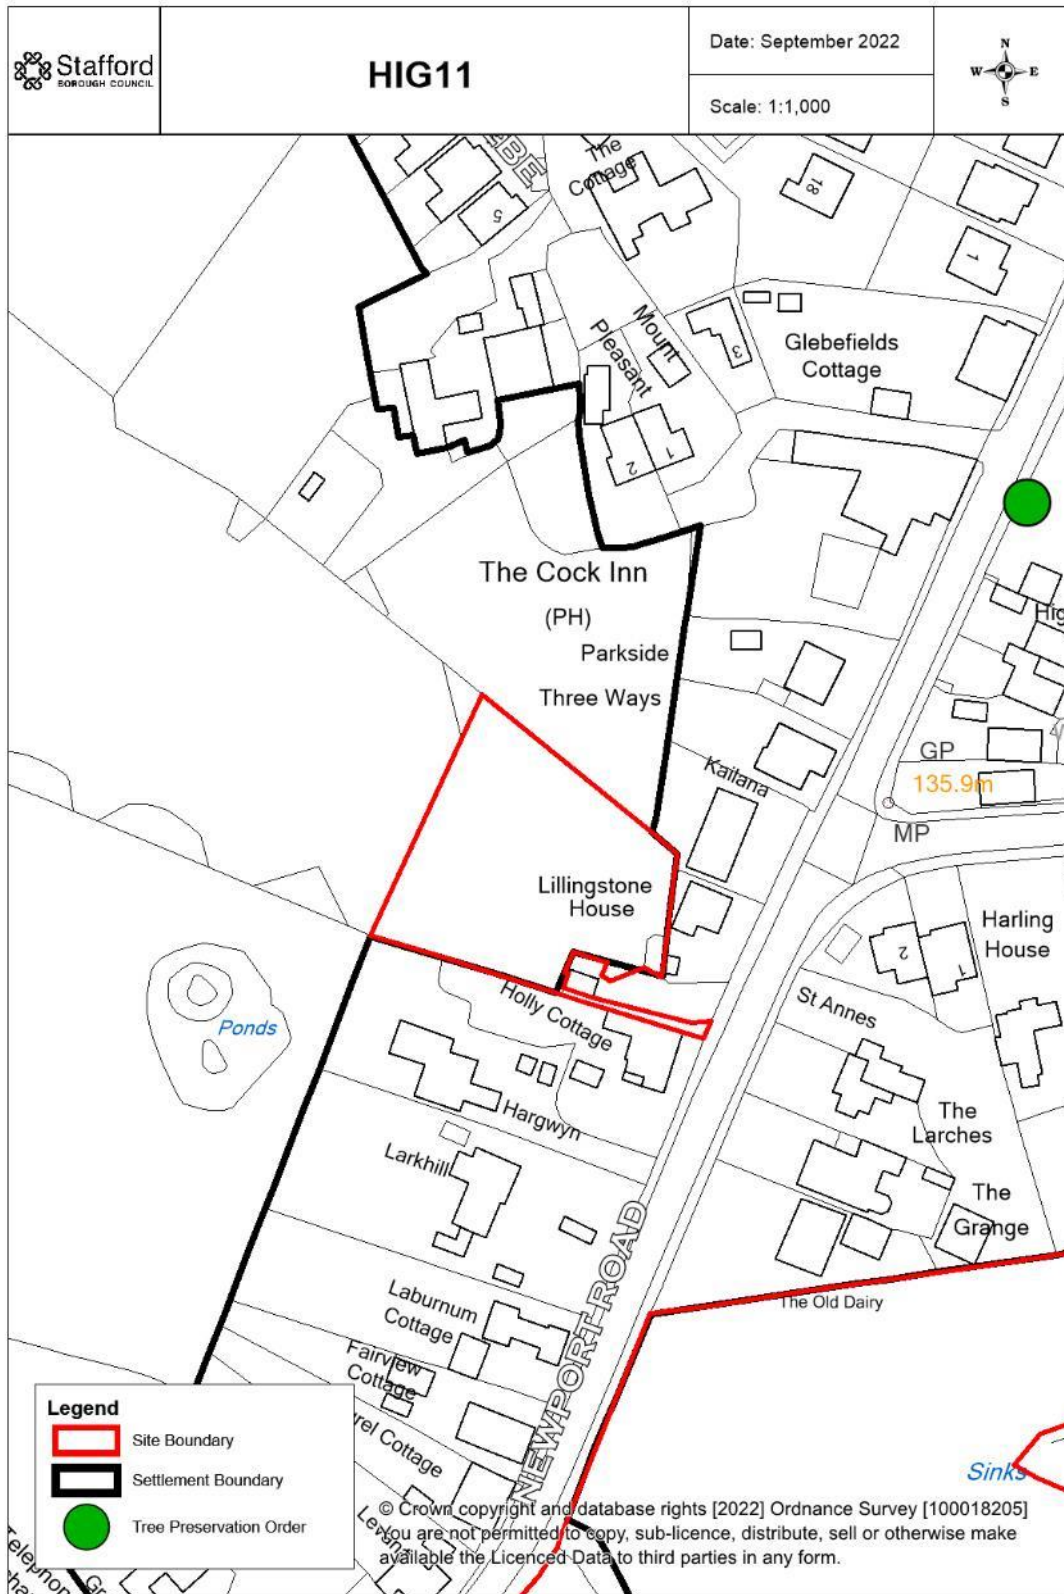 Stafford
BOROUGH COUNCIL
HIG11
Date: September 2022
Scale: 1:1,000
N
W E
S
The
Cottage
18
5
1
Mount
Pleasant
3
Glebefields
Cottage
2
1
The Cock Inn
(PH)
Parkside
Three Ways
Kailana
GP
135.9m
MP
Lillingstone
House
Harling
House
2
1
St Annes
Holly Cottage
Ponds
Hargwyn
The
Larches
Larkhill
The
Grange
NEWPORT ROAD
The Old Dairy
Laburnum
Cottage
Fairview
Cottage
Cottage
Sinks
Legend
Site Boundary
Settlement Boundary
Tree Preservation Order
© Crown copyright and database rights [2022] Ordnance Survey [100018205]
You are not permitted to copy, sub-licence, distribute, sell or otherwise make
available the Licenced Data to third parties in any form.